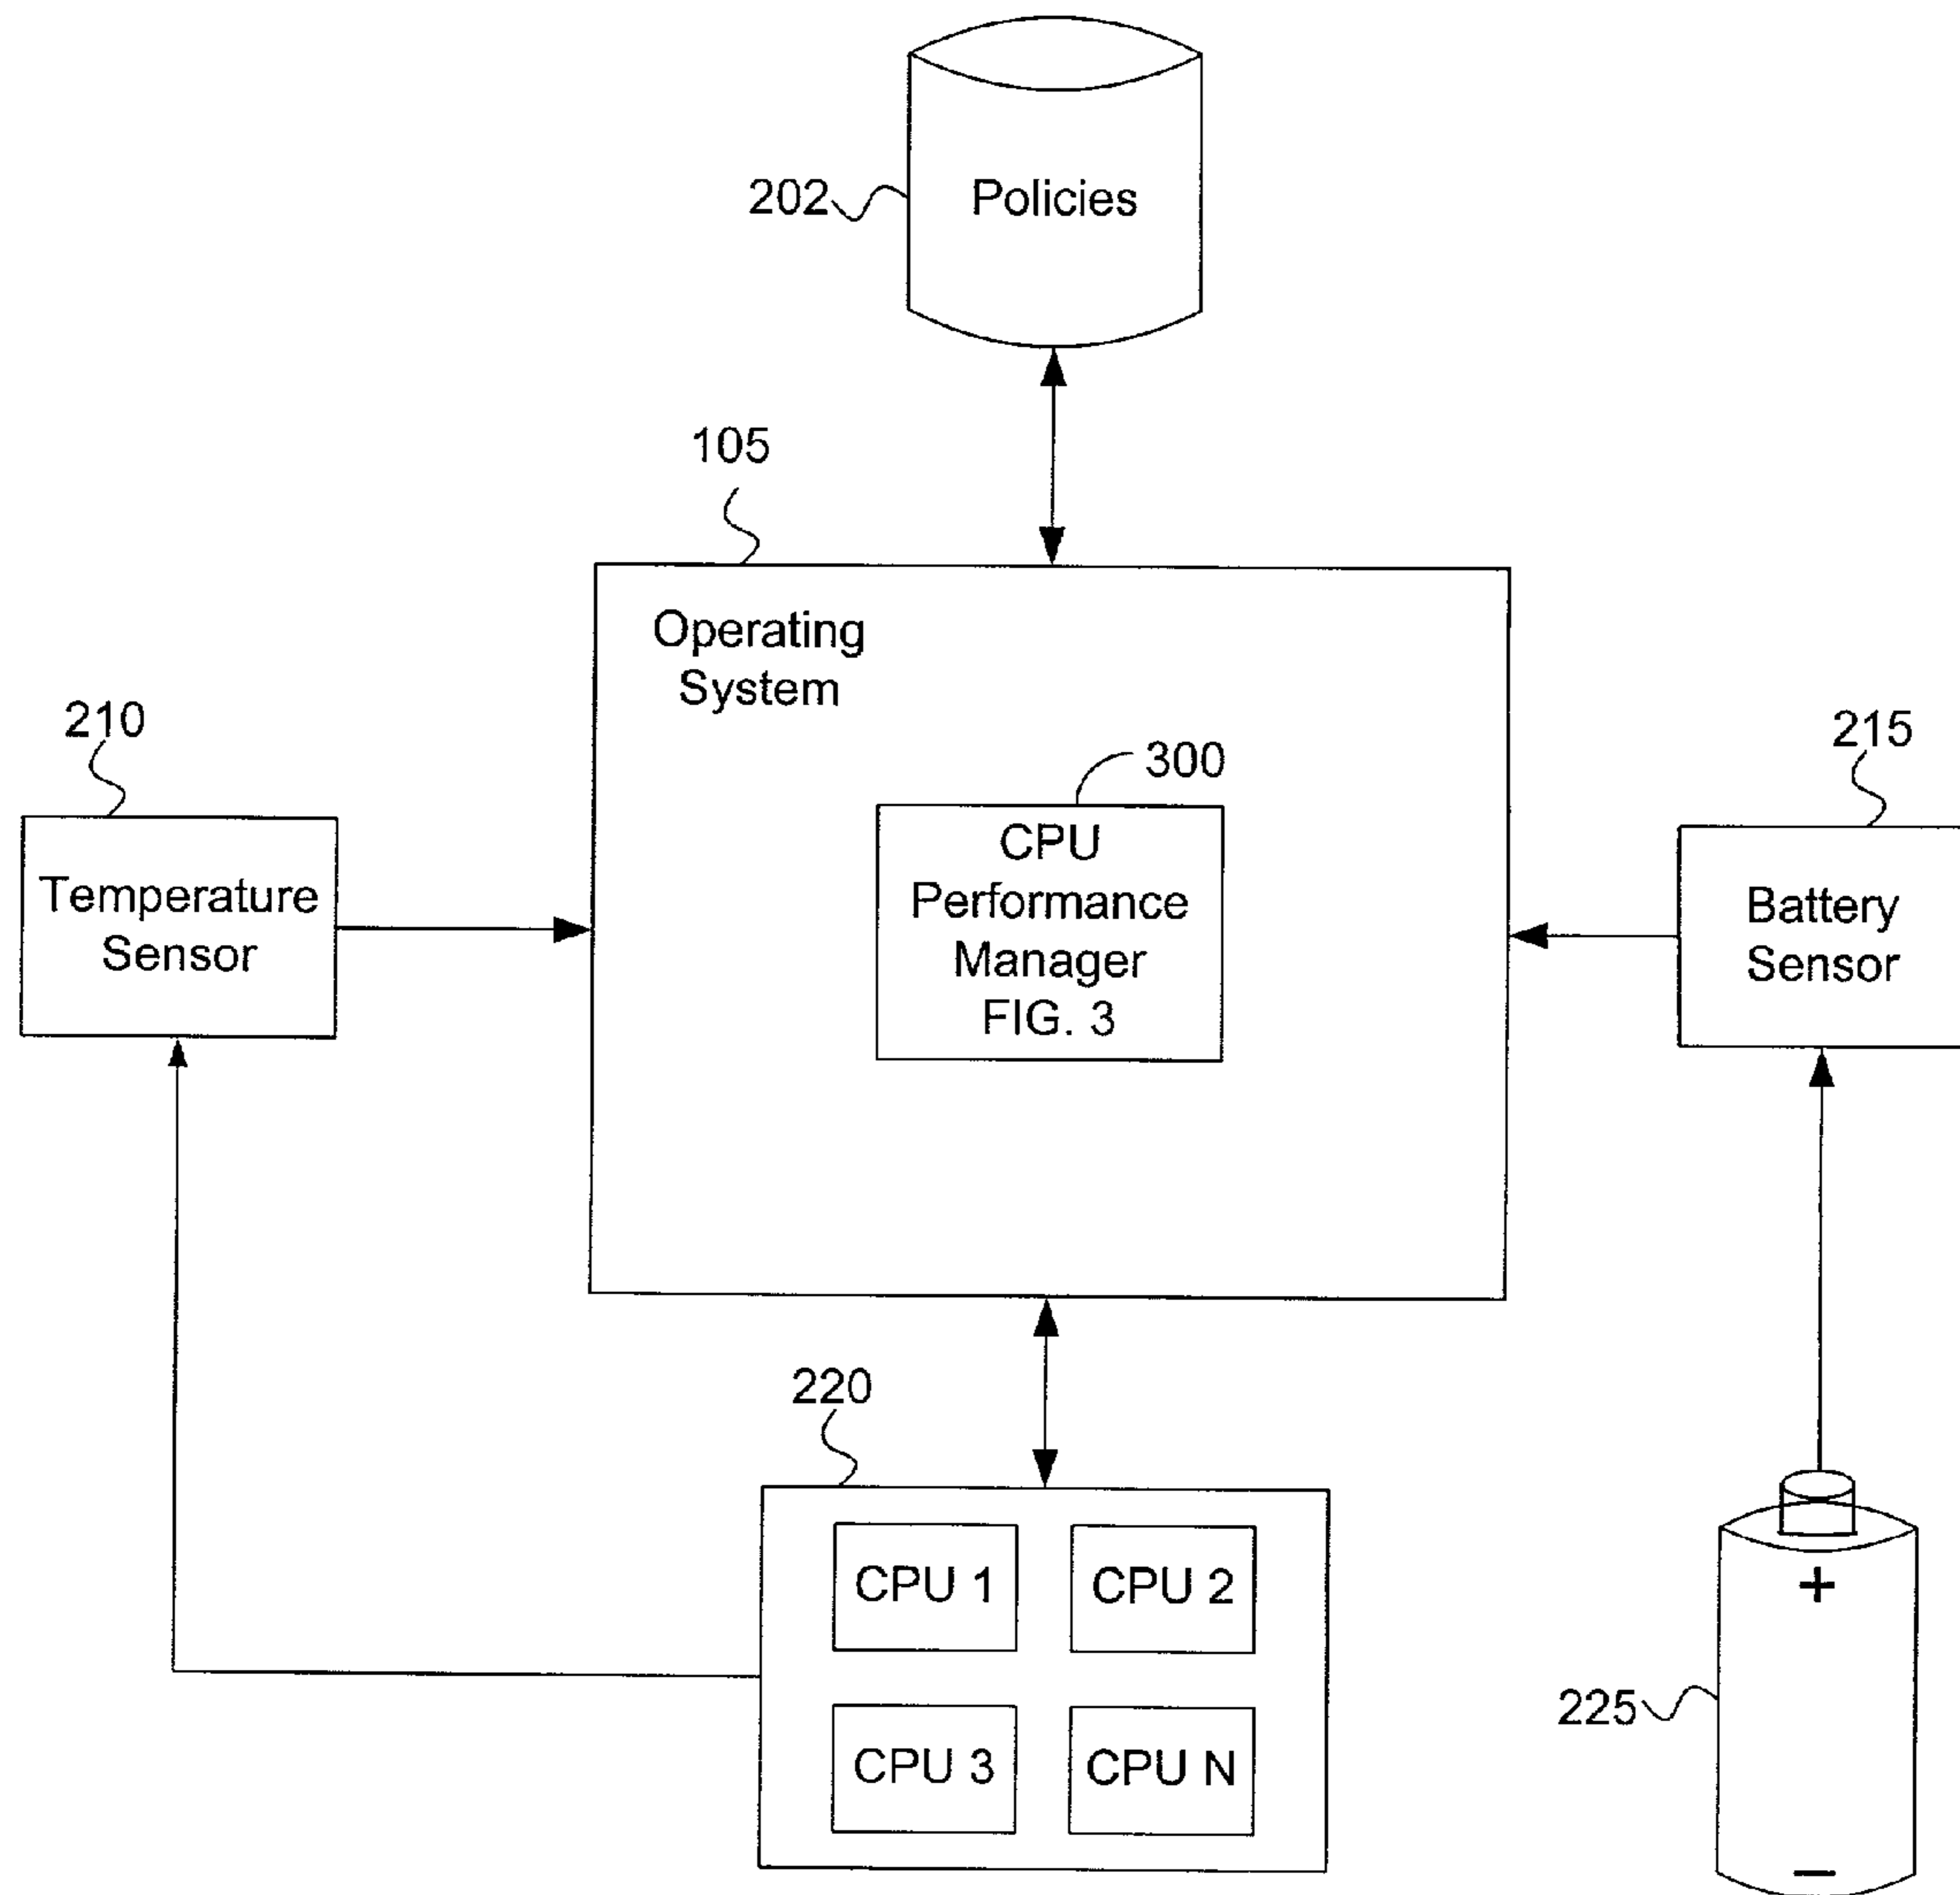 202
Policies
105
Operating
System
210
Temperature
Sensor
300
CPU
Performance
Manager
FIG. 3
215
Battery
Sensor
220
CPU 1
CPU 2
CPU 3
CPU N
225
+
–